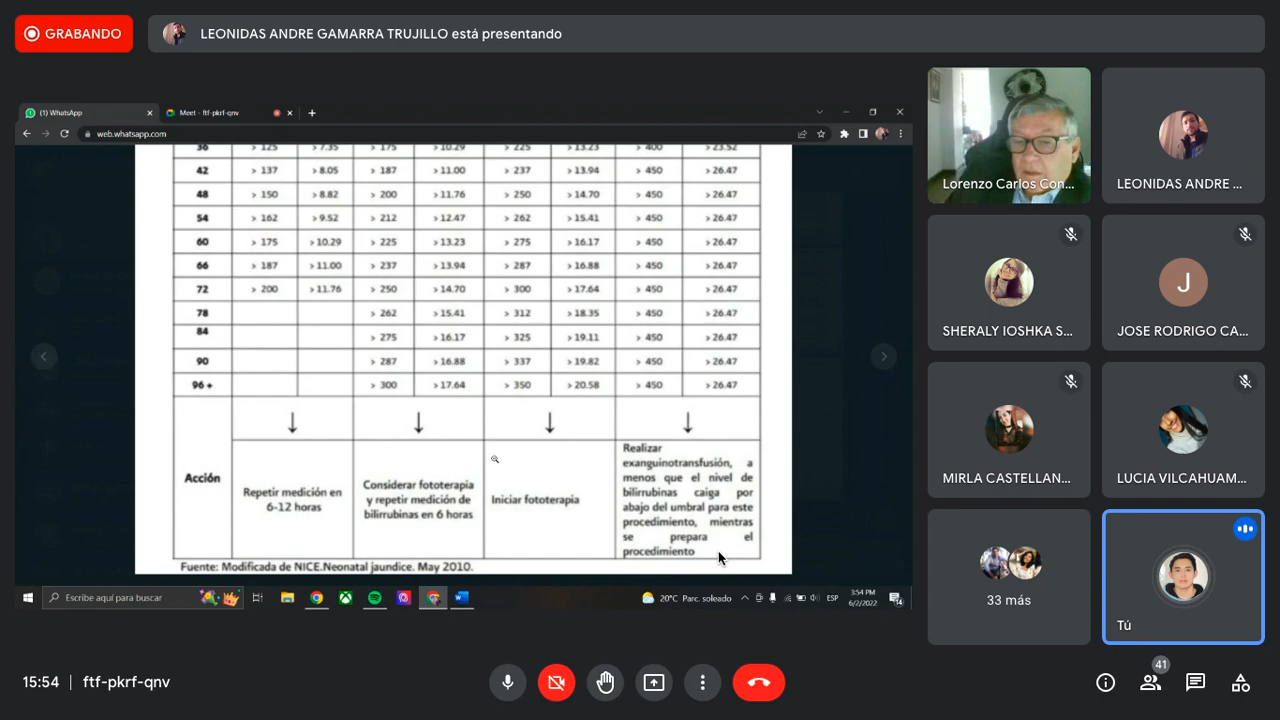 GRABANDO
LEONIDAS ANDRE GAMARRA TRUJILLO está presentando
(1) WhatsApp
Meet - ftf-pkrf-qnv
web.whatsapp.com
36 > 125 > 7.35 > 175 > 10.29 > 225 > 13.23 > 400 > 23.52
42 > 137 > 8.05 > 187 > 11.00 > 237 > 13.94 > 450 > 26.47
48 > 150 > 8.82 > 200 > 11.76 > 250 > 14.70 > 450 > 26.47
54 > 162 > 9.52 > 212 > 12.47 > 262 > 15.41 > 450 > 26.47
60 > 175 > 10.29 > 225 > 13.23 > 275 > 16.17 > 450 > 26.47
66 > 187 > 11.00 > 237 > 13.94 > 287 > 16.88 > 450 > 26.47
72 > 200 > 11.76 > 250 > 14.70 > 300 > 17.64 > 450 > 26.47
78 > 262 > 15.41 > 312 > 18.35 > 450 > 26.47
84 > 275 > 16.17 > 325 > 19.11 > 450 > 26.47
90 > 287 > 16.88 > 337 > 19.82 > 450 > 26.47
96 + > 300 > 17.64 > 350 > 20.58 > 450 > 26.47
Acción
Repetir medición en
6-12 horas
Considerar fototerapia
y repetir medición de
bilirrubinas en 6 horas
Iniciar fototerapia
Realizar
exanguinotransfusión, a
menos que el nivel de
bilirrubinas caiga por
abajo del umbral para este
procedimiento, mientras
se prepara el
procedimiento
Fuente: Modificada de NICE.Neonatal jaundice. May 2010.
Escribe aquí para buscar
20°C Parc. soleado
ESP
3:54 PM
6/2/2022
14
Lorenzo Carlos Con...
LEONIDAS ANDRE ...
SHERALY IOSHKA S...
J
JOSE RODRIGO CA...
MIRLA CASTELLAN...
LUCIA VILCAHUAM...
33 más
Tú
15:54 | ftf-pkrf-qnv
41